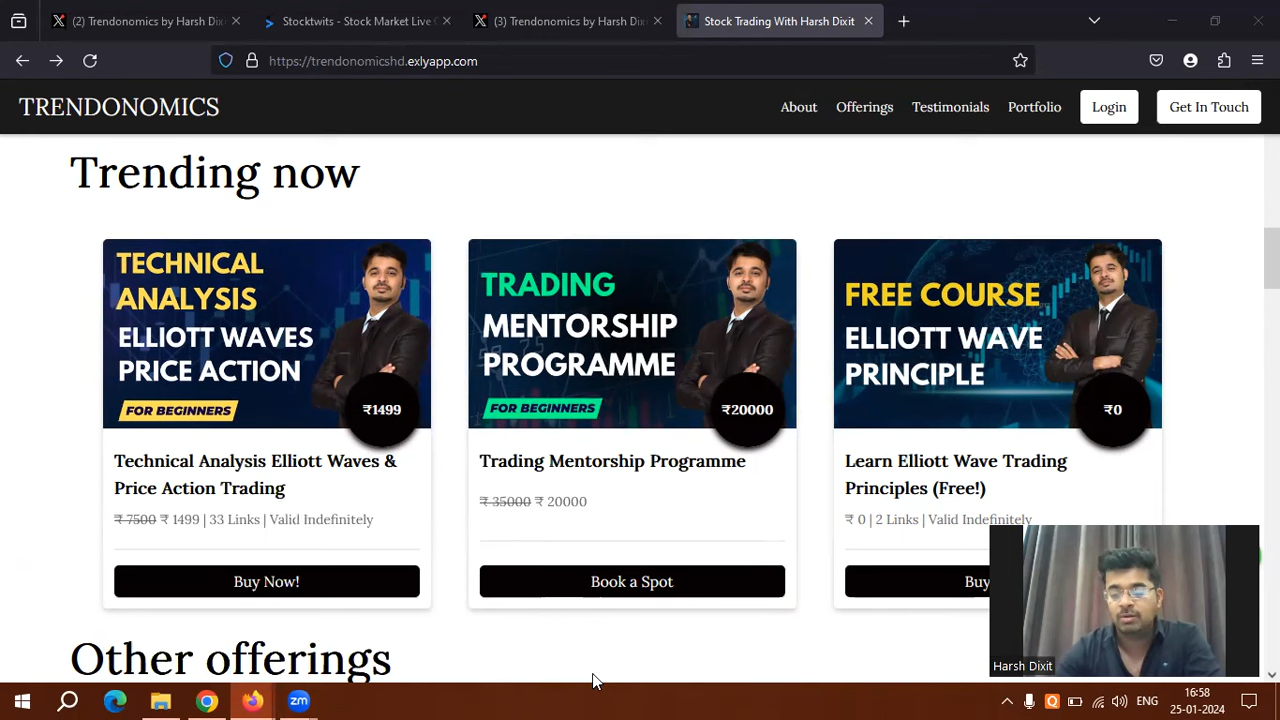 (2) Trendonomics by Harsh Dix
Stocktwits - Stock Market Live
(3) Trendonomics by Harsh Dix
Stock Trading With Harsh Dixit
https://trendonomicshd.exlyapp.com
TRENDONOMICS
About
Offerings
Testimonials
Portfolio
Login
Get In Touch
Trending now
TECHNICAL
ANALYSIS
ELLIOTT WAVES
PRICE ACTION
FOR BEGINNERS
₹1499
Technical Analysis Elliott Waves &
Price Action Trading
₹ 7500 ₹ 1499 | 33 Links | Valid Indefinitely
Buy Now!
TRADING
MENTORSHIP
PROGRAMME
FOR BEGINNERS
₹20000
Trading Mentorship Programme
₹ 35000 ₹ 20000
Book a Spot
FREE COURSE
ELLIOTT WAVE
PRINCIPLE
₹0
Learn Elliott Wave Trading
Principles (Free!)
₹ 0 | 2 Links | Valid Indefinitely
Buy
Other offerings
Harsh Dixit
zm
ENG
16:58
25-01-2024